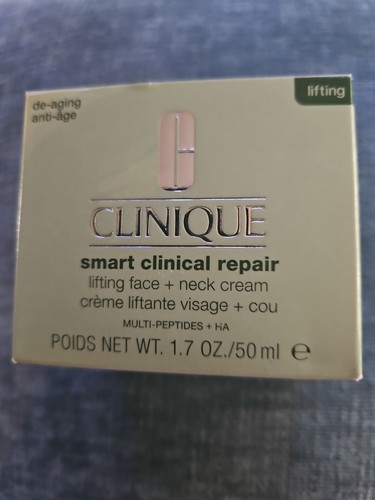 de-aging
anti-âge
lifting
CLINIQUE
smart clinical repair
lifting face + neck cream
crème liftante visage + cou
MULTI-PEPTIDES + HA
POIDS NET WT. 1.7 OZ./50 ml ℮